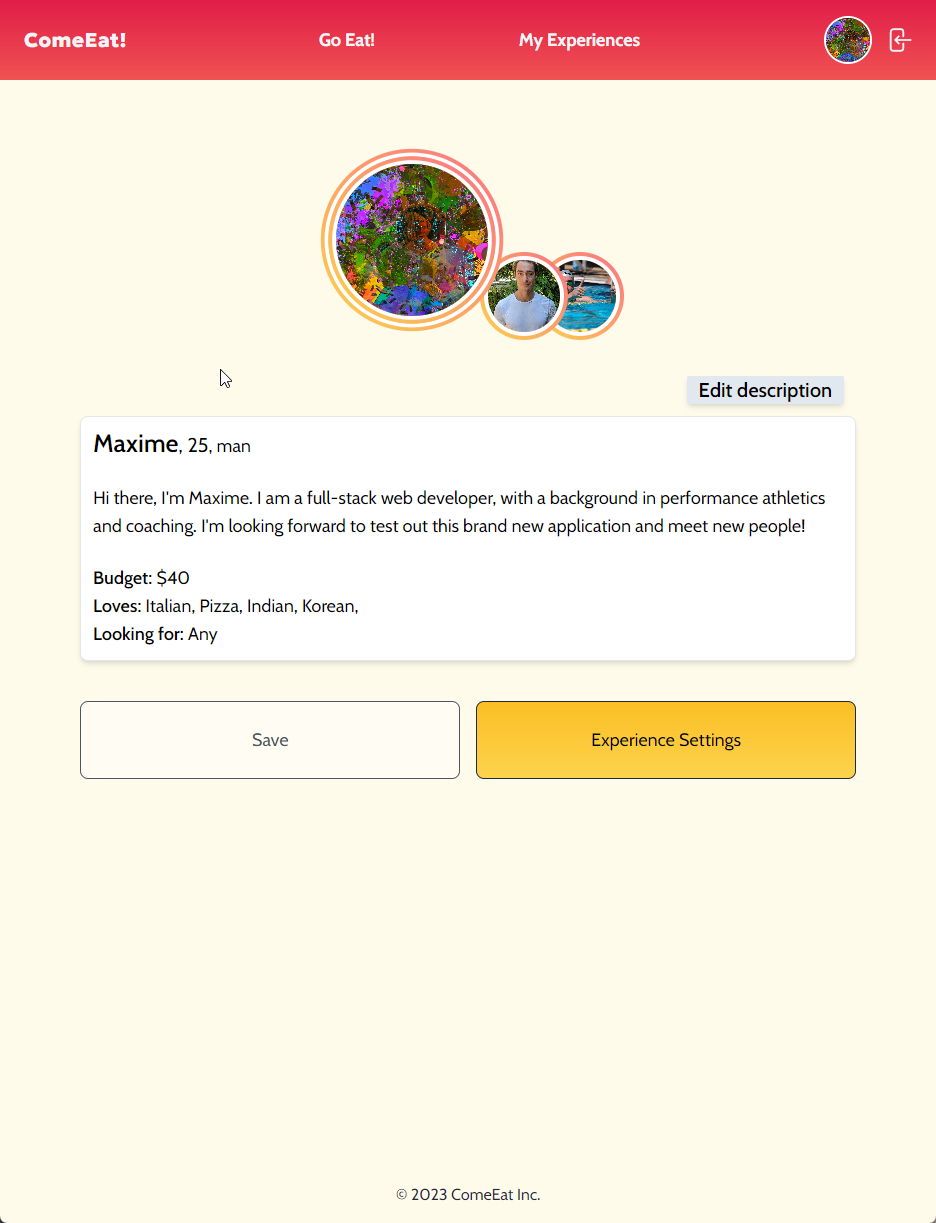 ComeEat!
Go Eat!
My Experiences
Edit description
Maxime, 25, man
Hi there, I'm Maxime. I am a full-stack web developer, with a background in performance athletics
and coaching. I'm looking forward to test out this brand new application and meet new people!
Budget: $40
Loves: Italian, Pizza, Indian, Korean,
Looking for: Any
Save
Experience Settings
© 2023 ComeEat Inc.